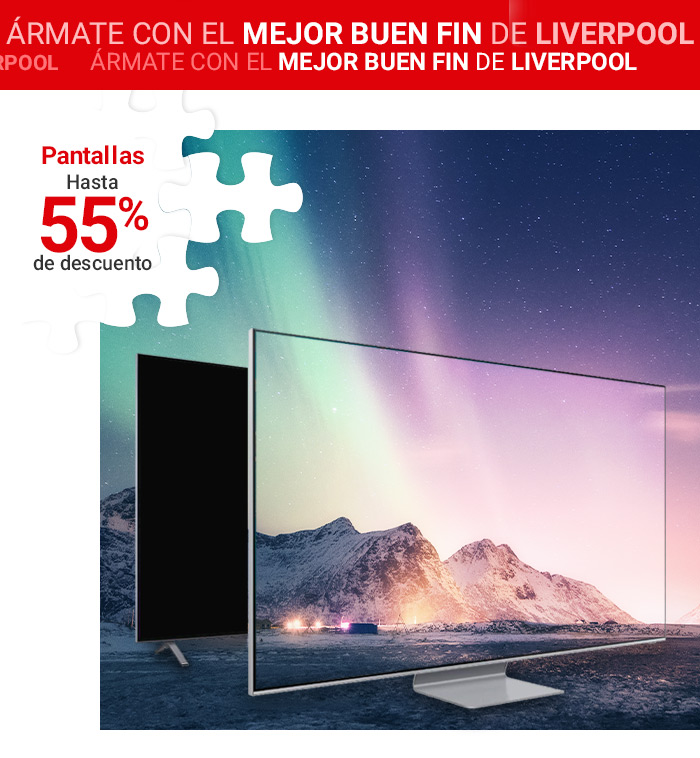 ÁRMATE CON EL MEJOR BUEN FIN DE LIVERPOOL
RPOOL ÁRMATE CON EL MEJOR BUEN FIN DE LIVERPOOL
Pantallas
Hasta
55%
de descuento